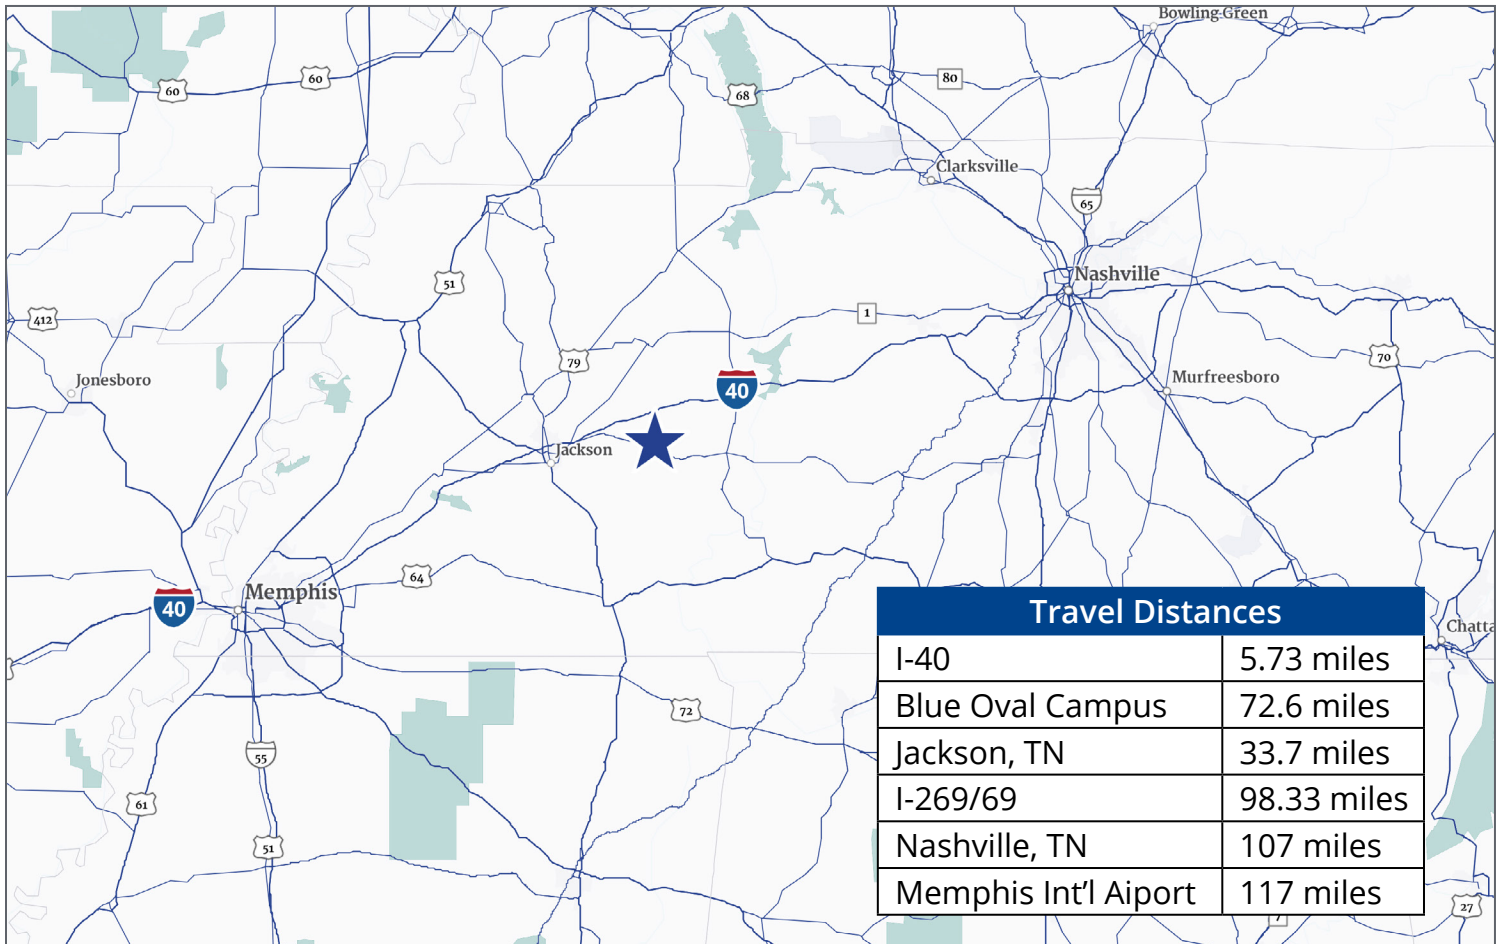 Bowling Green
60
60
68
80
Clarksville
65
51
Nashville
412
1
79
70
Jonesboro
40
Murfreesboro
Jackson
64
Memphis
40
Travel Distances
I-40 5.73 miles
Blue Oval Campus 72.6 miles
Jackson, TN 33.7 miles
I-269/69 98.33 miles
Nashville, TN 107 miles
Memphis Int'l Aiport 117 miles
Chatta
72
55
61
51
27
7